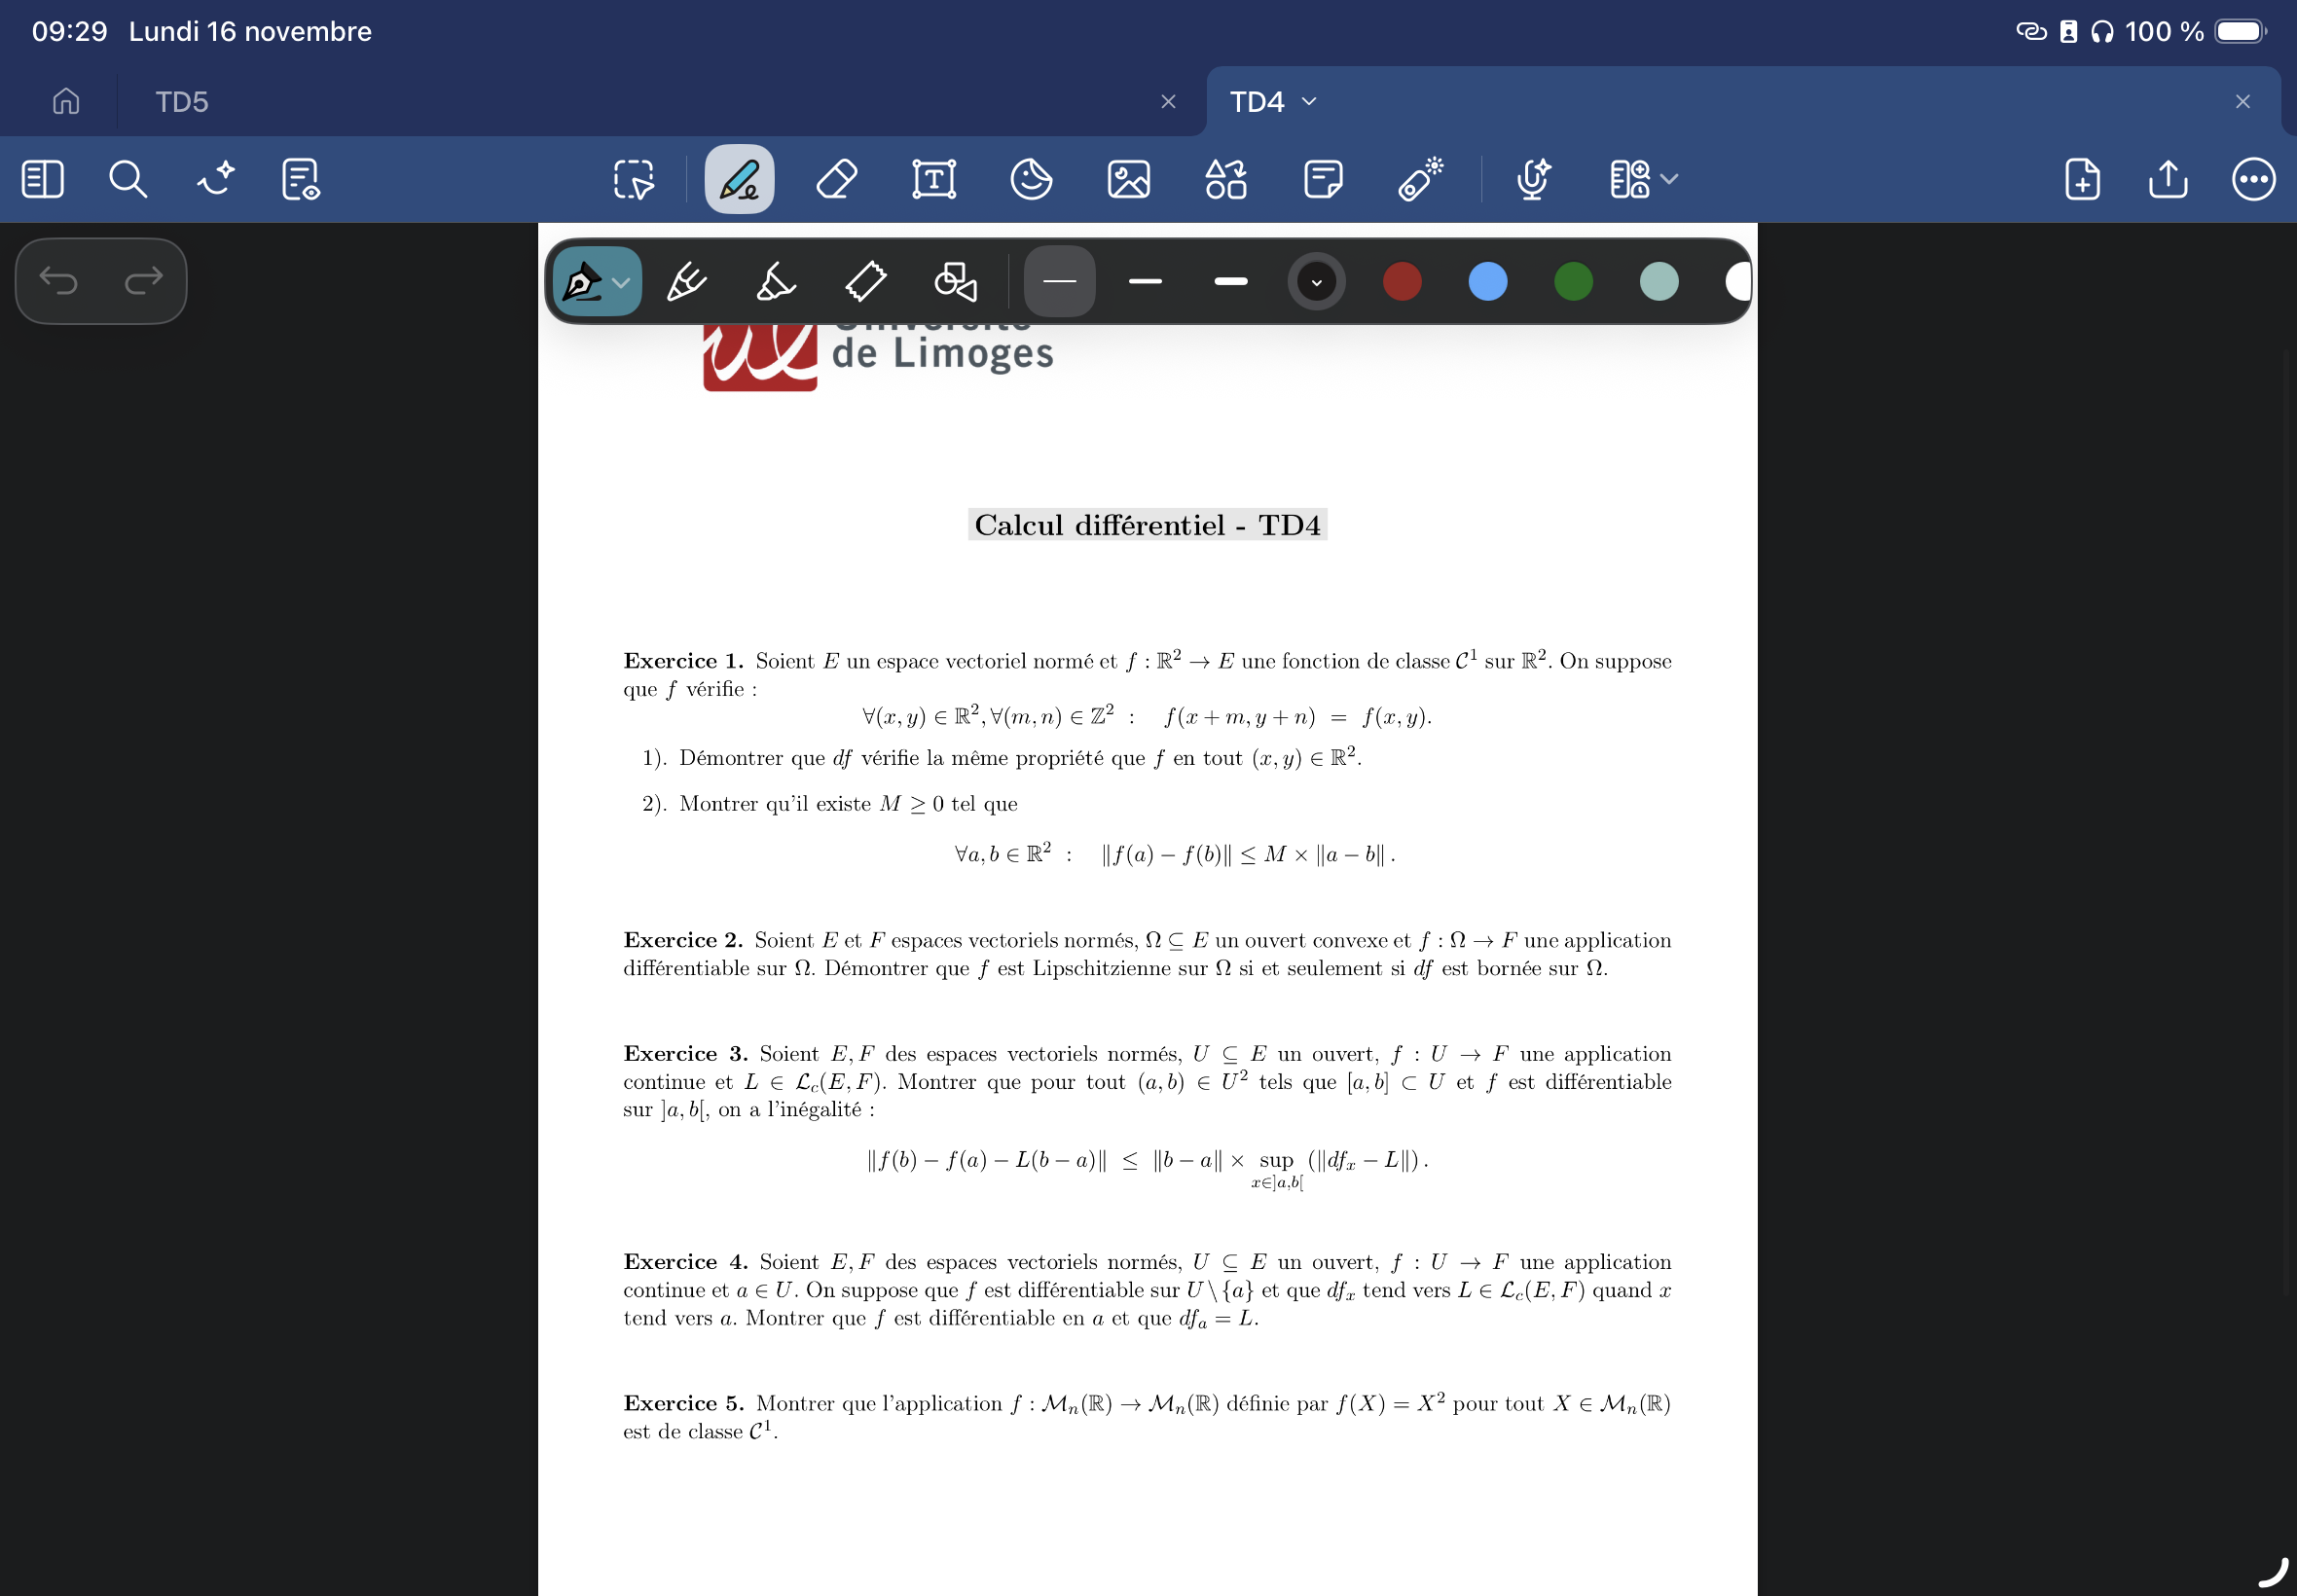 09:29 Lundi 16 novembre
100 %
TD5
TD4
de Limoges
Calcul différentiel - TD4
Exercice 1. Soient E un espace vectoriel normé et f : ℝ² → E une fonction de classe 𝒞¹ sur ℝ². On suppose
que f vérifie :
∀(x, y) ∈ ℝ², ∀(m, n) ∈ ℤ² : f(x + m, y + n) = f(x, y).
1). Démontrer que df vérifie la même propriété que f en tout (x, y) ∈ ℝ².
2). Montrer qu'il existe M ≥ 0 tel que
∀a, b ∈ ℝ² : ‖f(a) − f(b)‖ ≤ M × ‖a − b‖ .
Exercice 2. Soient E et F espaces vectoriels normés, Ω ⊆ E un ouvert convexe et f : Ω → F une application
différentiable sur Ω. Démontrer que f est Lipschitzienne sur Ω si et seulement si df est bornée sur Ω.
Exercice 3. Soient E, F des espaces vectoriels normés, U ⊆ E un ouvert, f : U → F une application
continue et L ∈ ℒc(E, F). Montrer que pour tout (a, b) ∈ U² tels que [a, b] ⊂ U et f est différentiable
sur ]a, b[, on a l'inégalité :
‖f(b) − f(a) − L(b − a)‖ ≤ ‖b − a‖ × sup (‖dfₓ − L‖) .
x∈]a,b[
Exercice 4. Soient E, F des espaces vectoriels normés, U ⊆ E un ouvert, f : U → F une application
continue et a ∈ U. On suppose que f est différentiable sur U \ {a} et que dfₓ tend vers L ∈ ℒc(E, F) quand x
tend vers a. Montrer que f est différentiable en a et que dfₐ = L.
Exercice 5. Montrer que l'application f : ℳₙ(ℝ) → ℳₙ(ℝ) définie par f(X) = X² pour tout X ∈ ℳₙ(ℝ)
est de classe 𝒞¹.